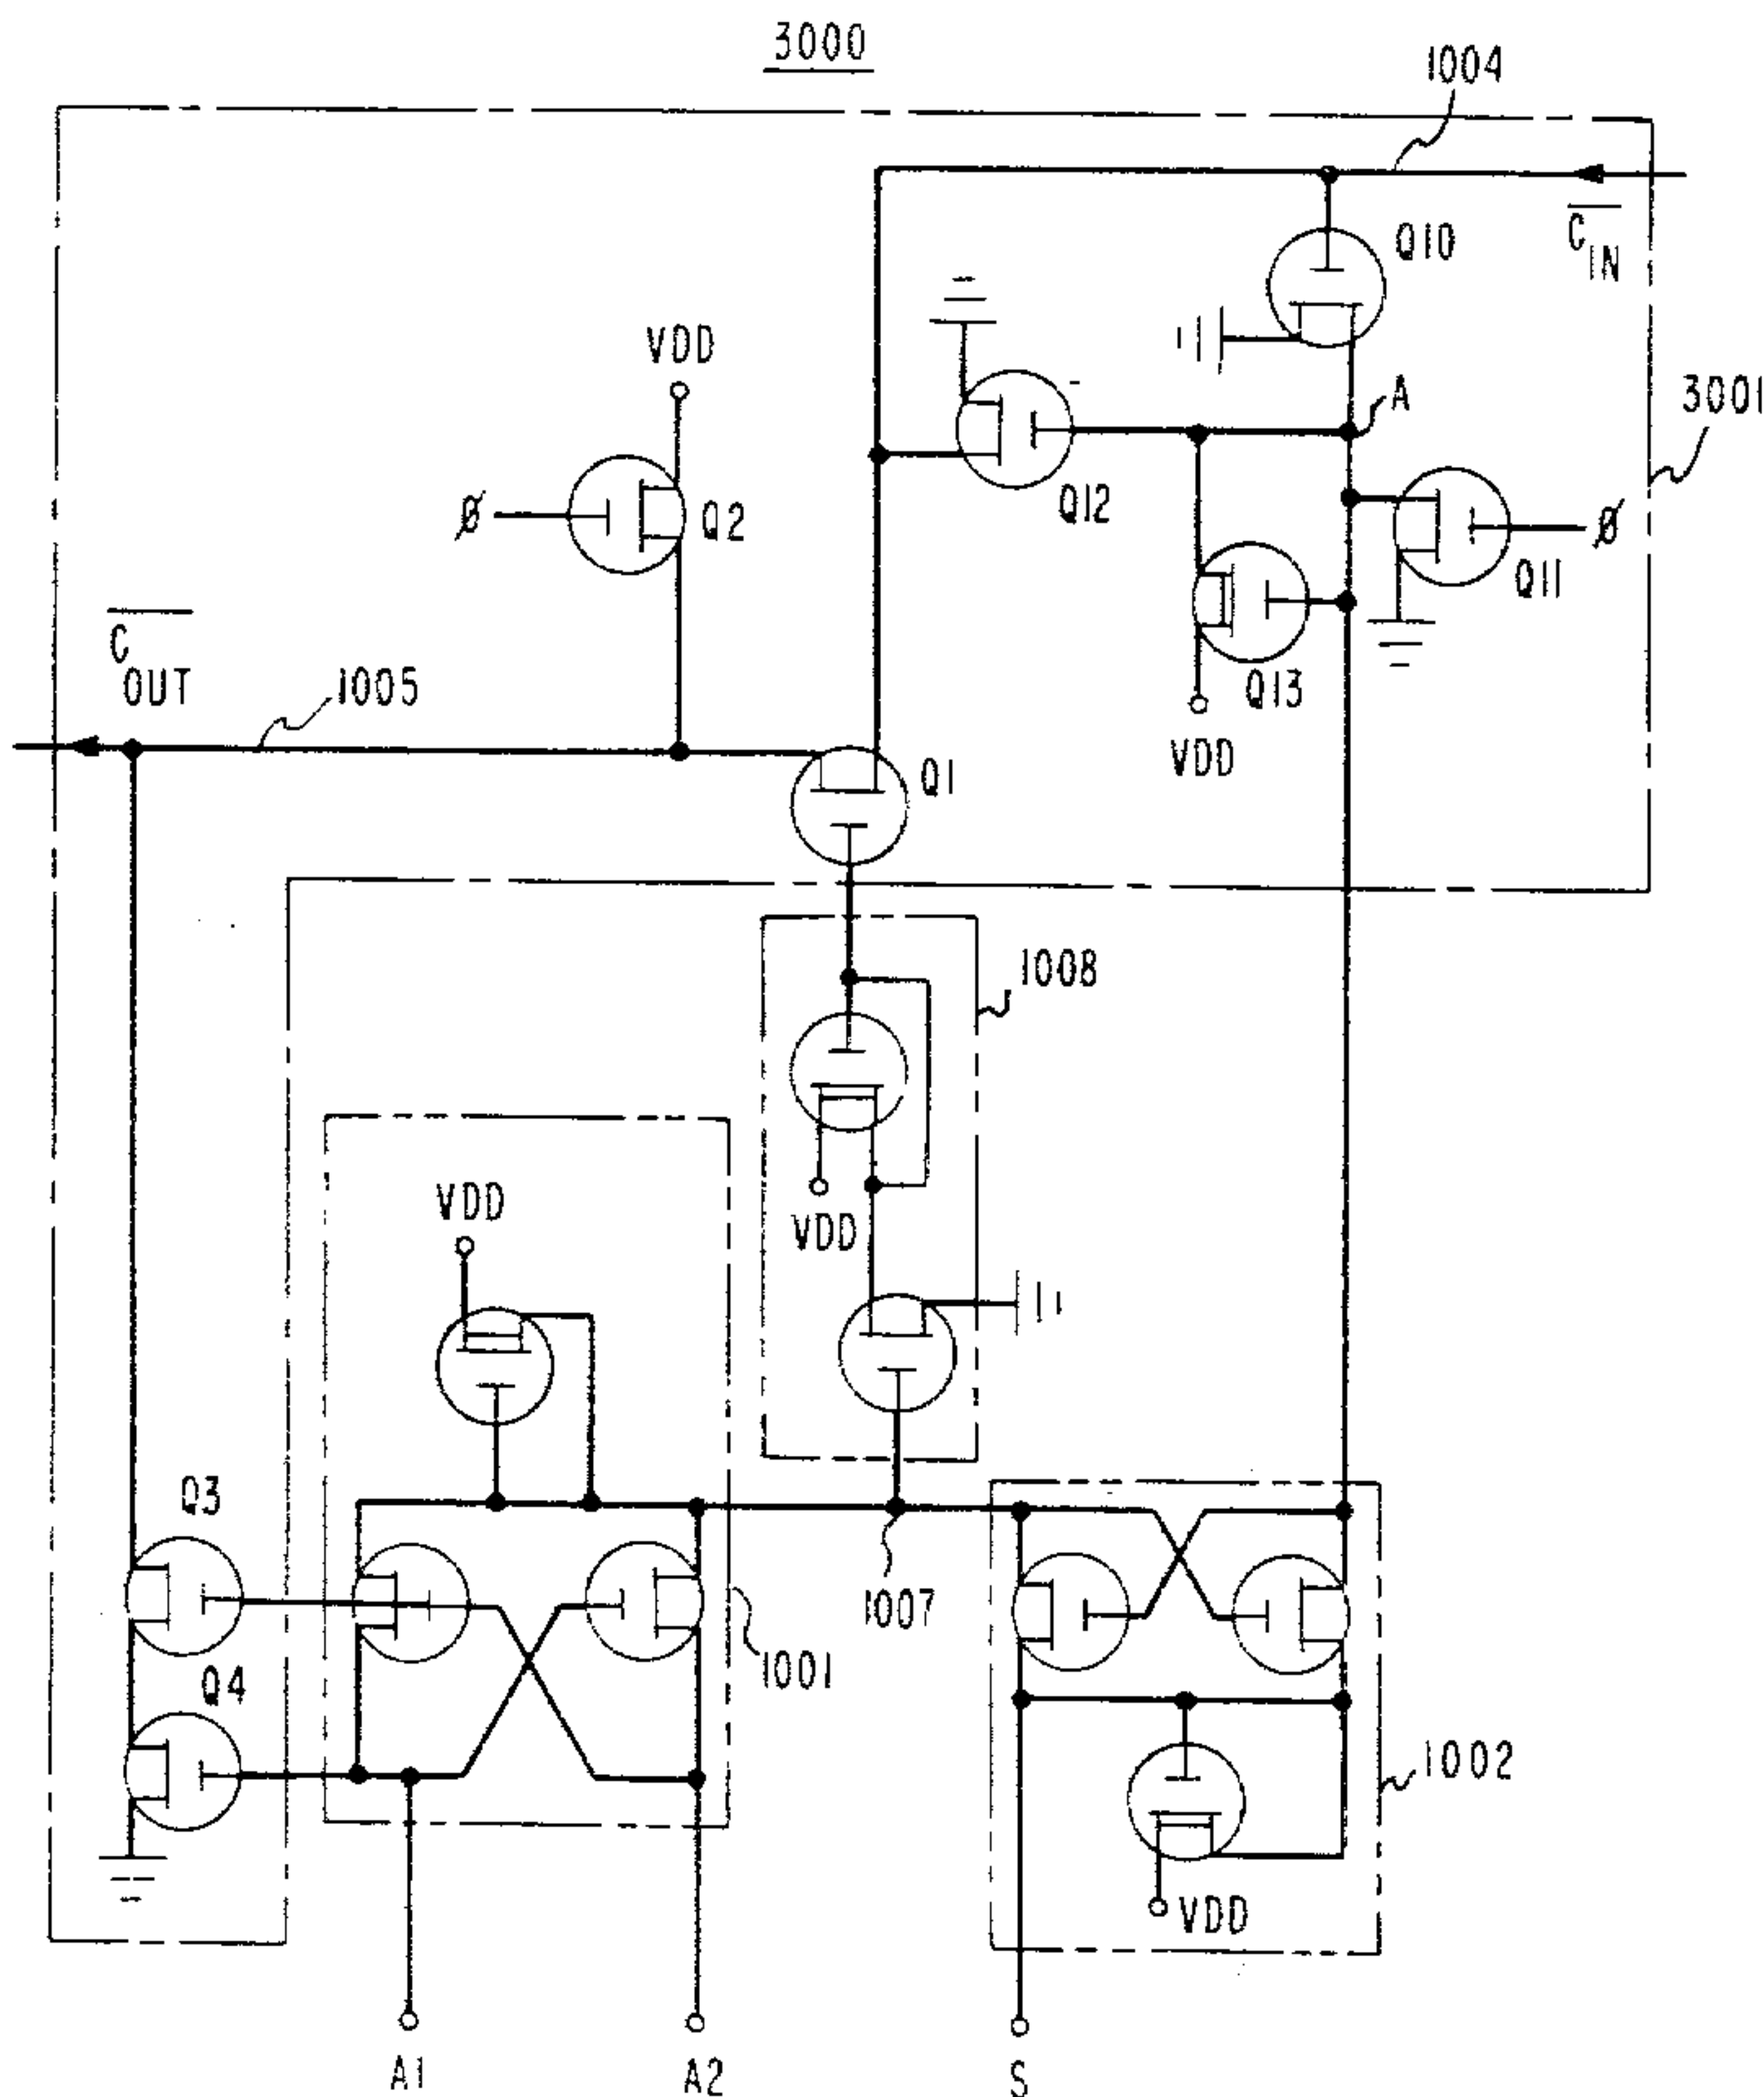 3000
1004
C̅IN
Q10
VDD
A
3001
Q12
Ø
Q2
Ø
Q11
C̅OUT
1005
Q13
VDD
Q1
1008
VDD
VDD
Q3
1007
1001
Q4
1002
VDD
A1
A2
S